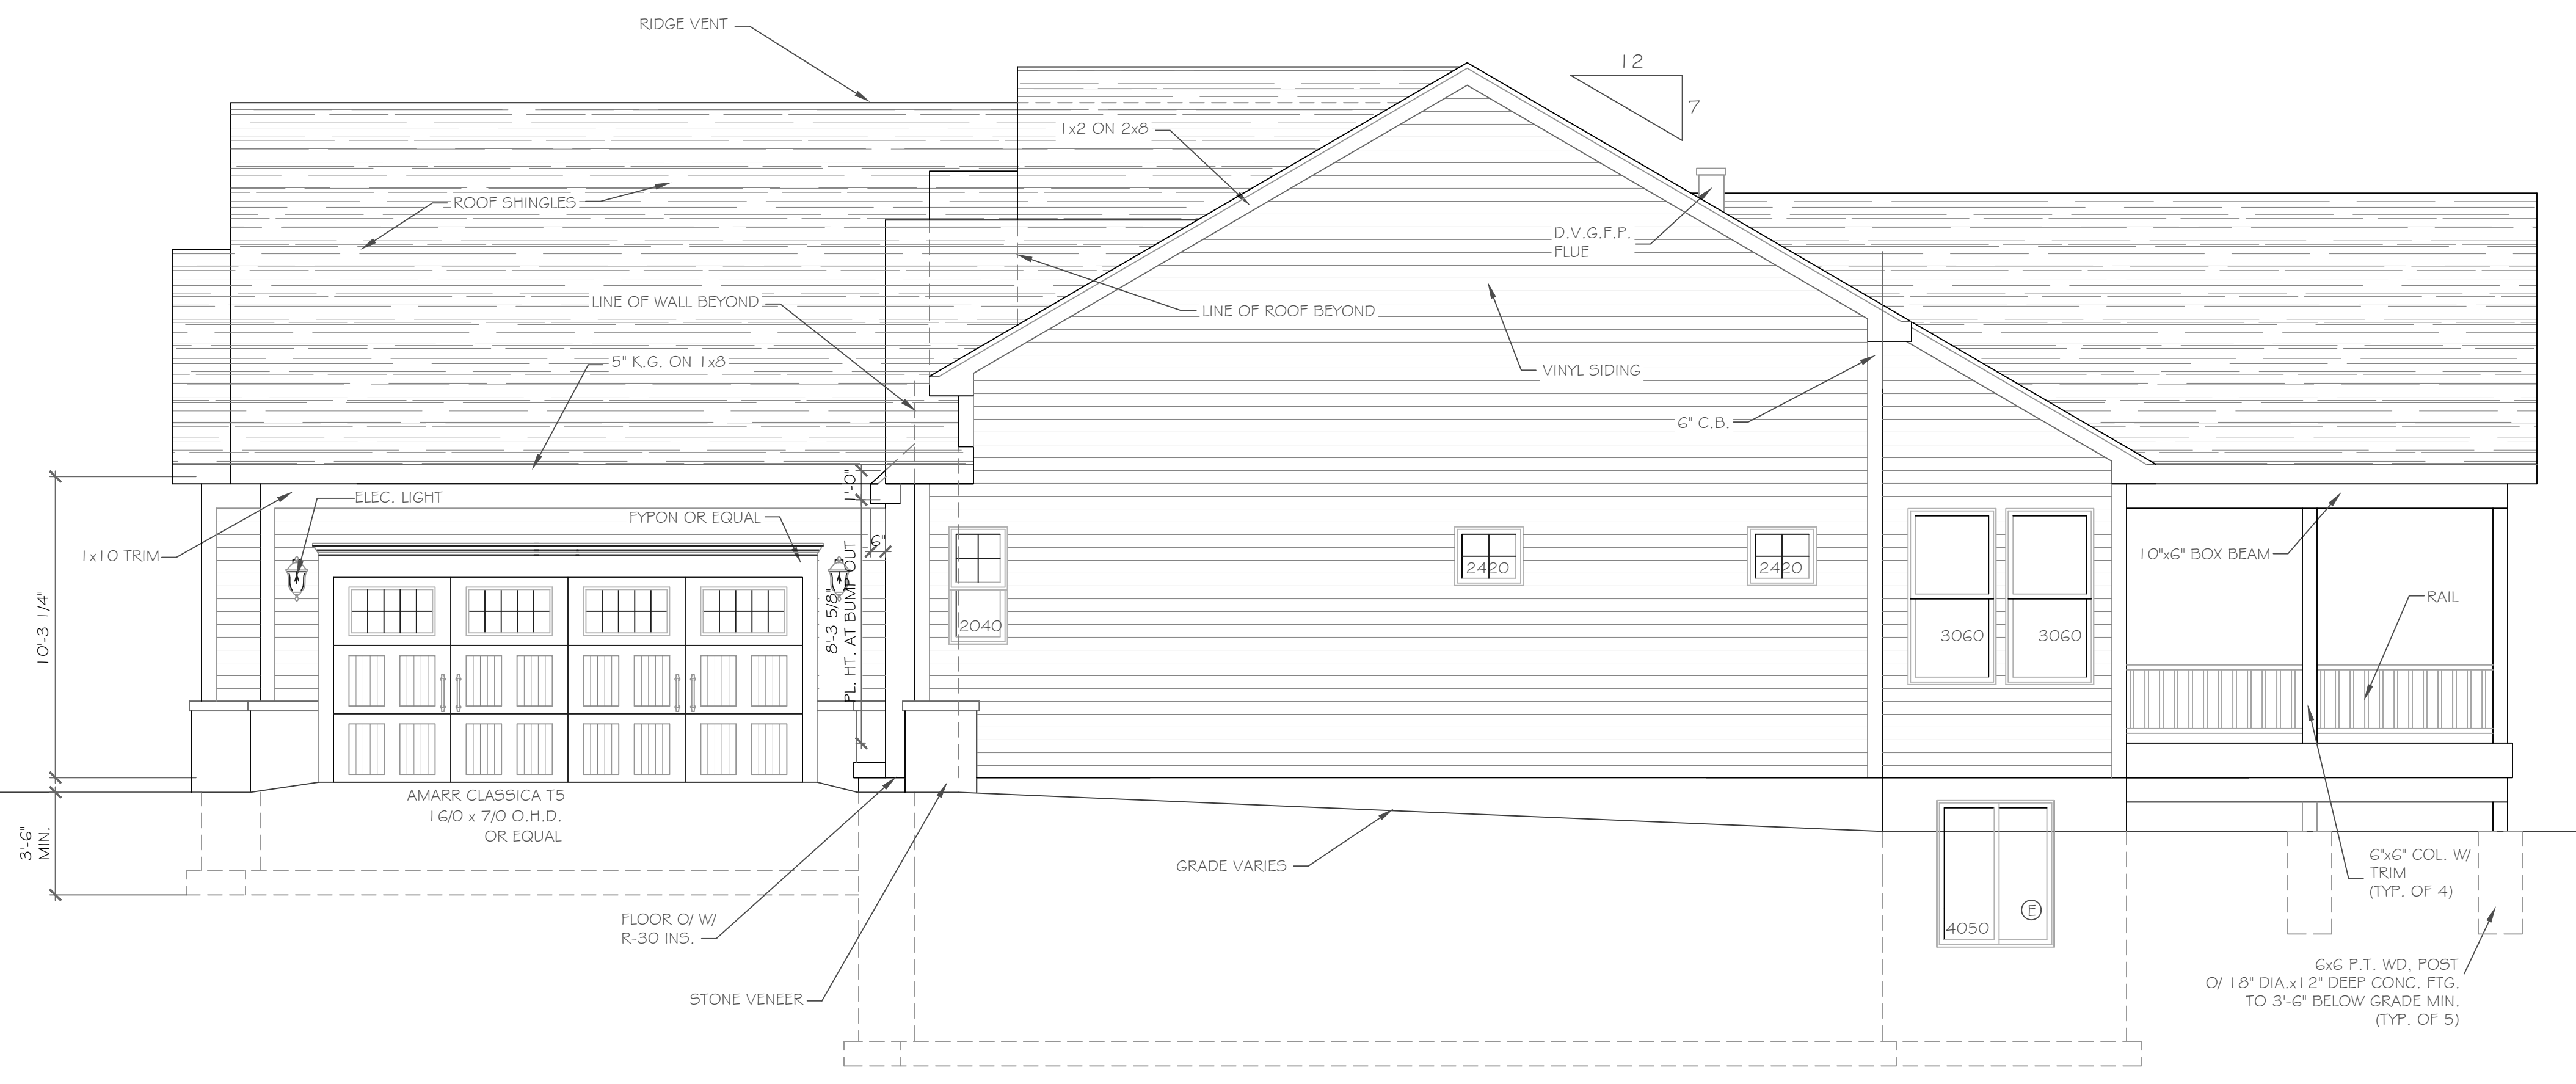 RIDGE VENT
12
7
1x2 ON 2x8
ROOF SHINGLES
D.V.G.F.P.
FLUE
LINE OF WALL BEYOND
LINE OF ROOF BEYOND
5" K.G. ON 1x8
VINYL SIDING
6" C.B.
1'-0"
ELEC. LIGHT
FYPON OR EQUAL
6"
1x10 TRIM
10"x6" BOX BEAM
2420
2420
RAIL
10'-3 1/4"
8'-3 5/8"
PL. HT. AT BUMP OUT
2040
3060
3060
AMARR CLASSICA T5
16/0 x 7/0 O.H.D.
OR EQUAL
3'-6"
MIN.
GRADE VARIES
6"x6" COL. W/
TRIM
(TYP. OF 4)
FLOOR O/ W/
R-30 INS.
E
4050
STONE VENEER
6x6 P.T. WD, POST
O/ 18" DIA.x12" DEEP CONC. FTG.
TO 3'-6" BELOW GRADE MIN.
(TYP. OF 5)